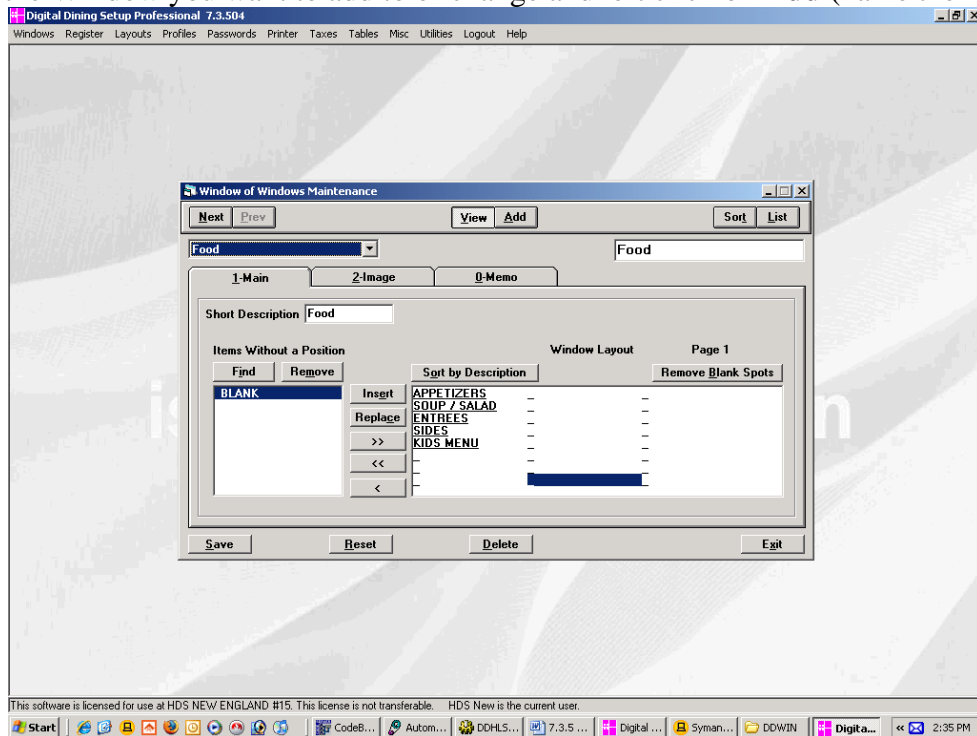 Digital Dining Setup Professional 7.3.504
Windows Register Layouts Profiles Passwords Printer Taxes Tables Misc Utilities Logout Help
Window of Windows Maintenance
Next Prev View Add Sort List
Food Food
1-Main 2-Image 0-Memo
Short Description Food
Items Without a Position Window Layout Page 1
Find Remove Sort by Description Remove Blank Spots
BLANK Insert APPETIZERS
SOUP / SALAD
Replace ENTREES
SIDES
>> KIDS MENU
<<
<
Save Reset Delete Exit
This software is licensed for use at HDS NEW ENGLAND #15. This license is not transferable. HDS New is the current user.
Start CodeB... Autom... DDHLS... 7.3.5 ... Digital ... Syman... DDWIN Digita... « 2:35 PM